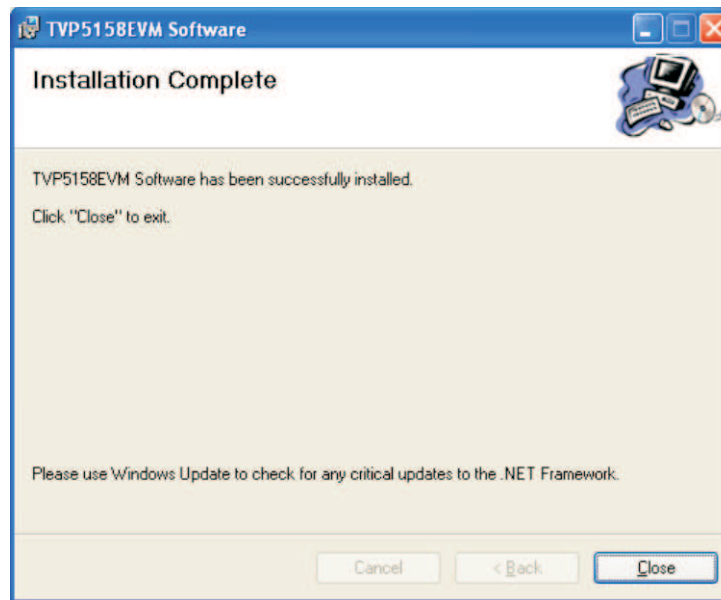 TVP5158EVM Software
Installation Complete
TVP5158EVM Software has been successfully installed.
Click "Close" to exit.
Please use Windows Update to check for any critical updates to the .NET Framework.
Cancel
< Back
Close